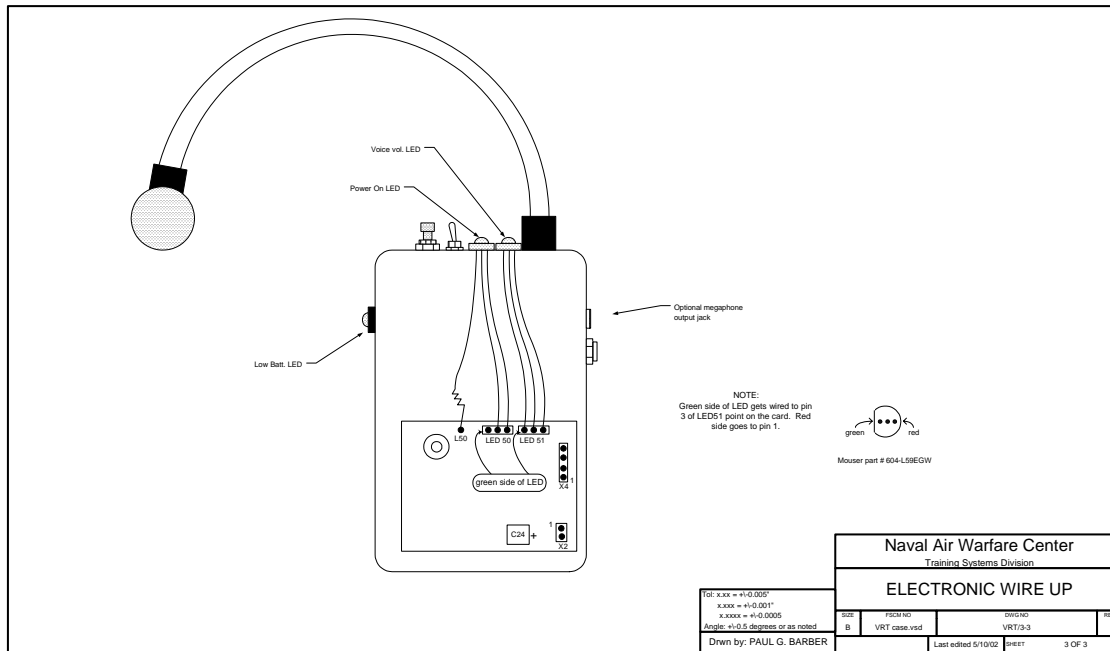 Voice vol. LED
Power On LED
Optional megaphone
output jack
Low Batt. LED
NOTE:
Green side of LED gets wired to pin
3 of LED51 point on the card. Red
side goes to pin 1.
green
red
Mouser part # 604-L59EGW
L50
LED 50
LED 51
green side of LED
1
X4
C24
+
1
X2
Naval Air Warfare Center
Training Systems Division
ELECTRONIC WIRE UP
Tol: x.xx = +\-0.005"
x.xxx = +\-0.001"
x.xxxx = +\-0.0005
Angle: +\-0.5 degrees or as noted
Drwn by: PAUL G. BARBER
SIZE
B
FSCM NO
VRT case.vsd
DWG NO
VRT/3-3
Last edited 5/10/02
SHEET
3 OF 3